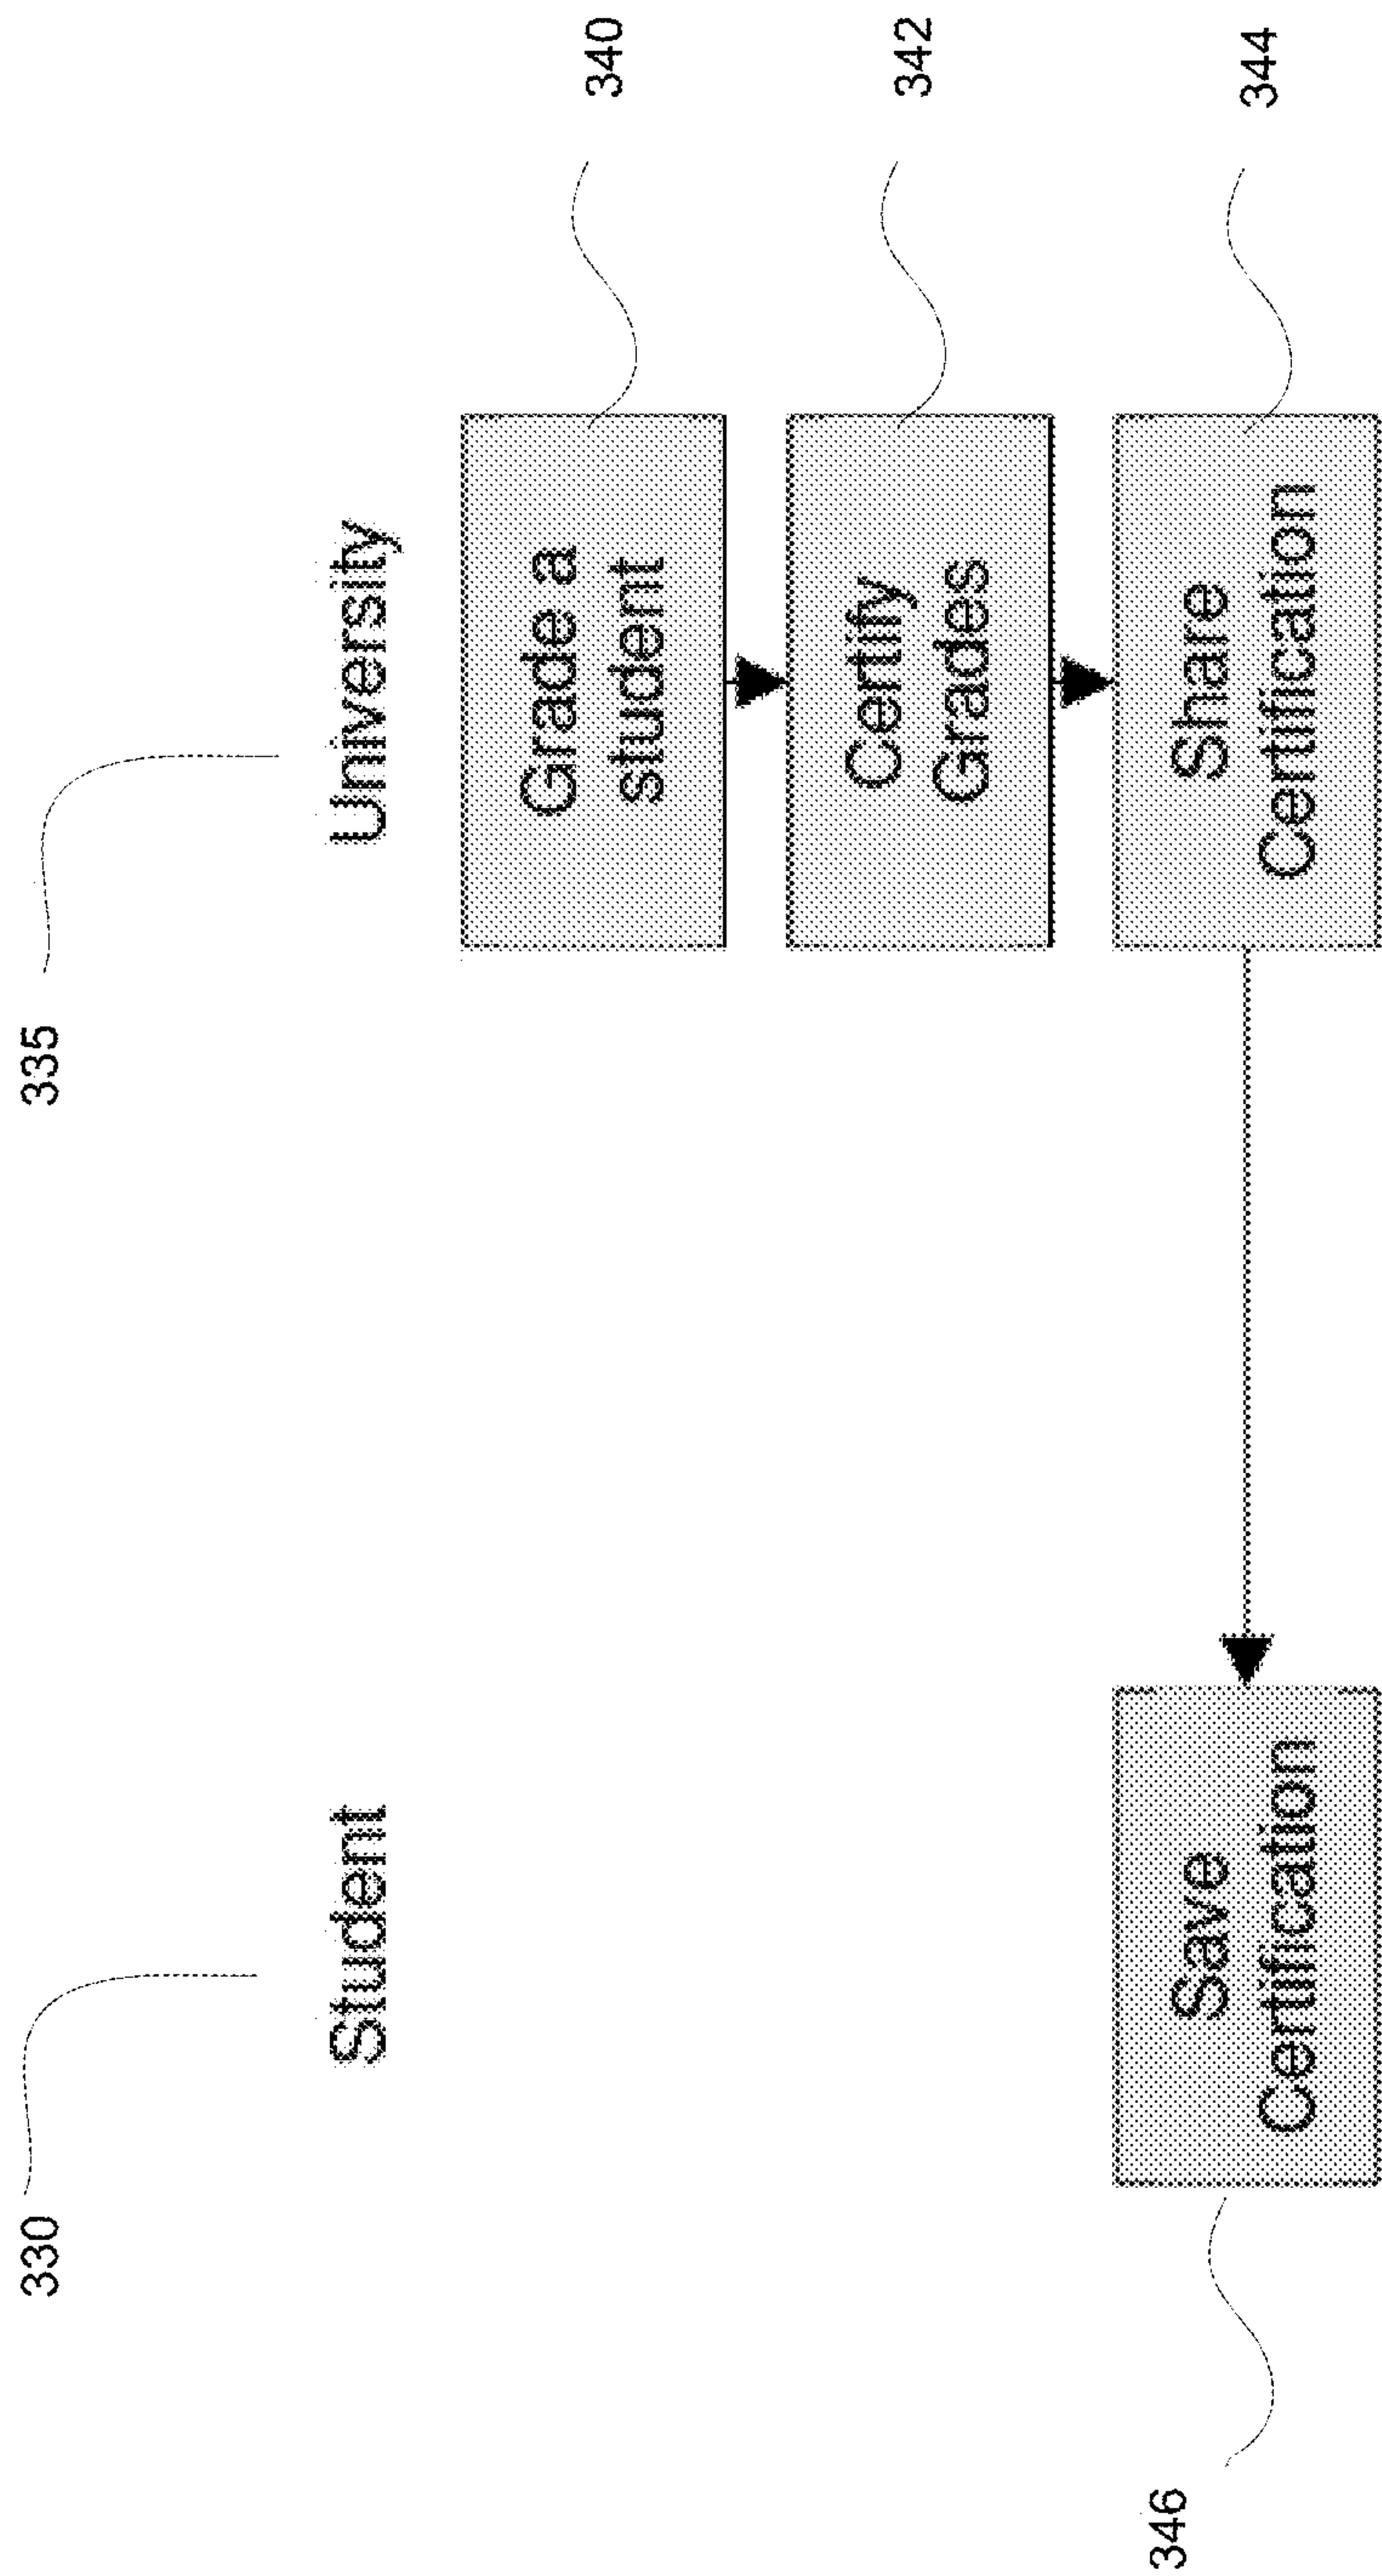 330
335
Student
University
Grade a
student
340
Certify
Grades
342
Share
Certification
344
Save
Certification
346